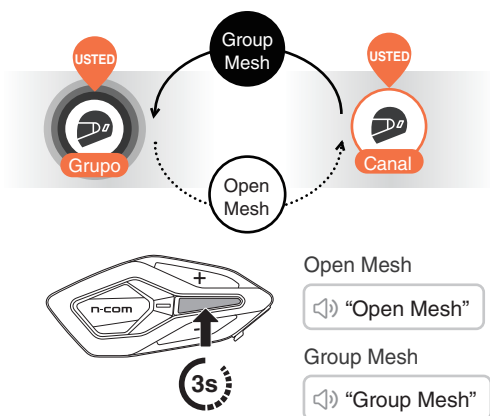 Group
Mesh
USTED
USTED
Grupo
Canal
Open
Mesh
+
n-com
3s
Open Mesh
“Open Mesh”
Group Mesh
“Group Mesh”